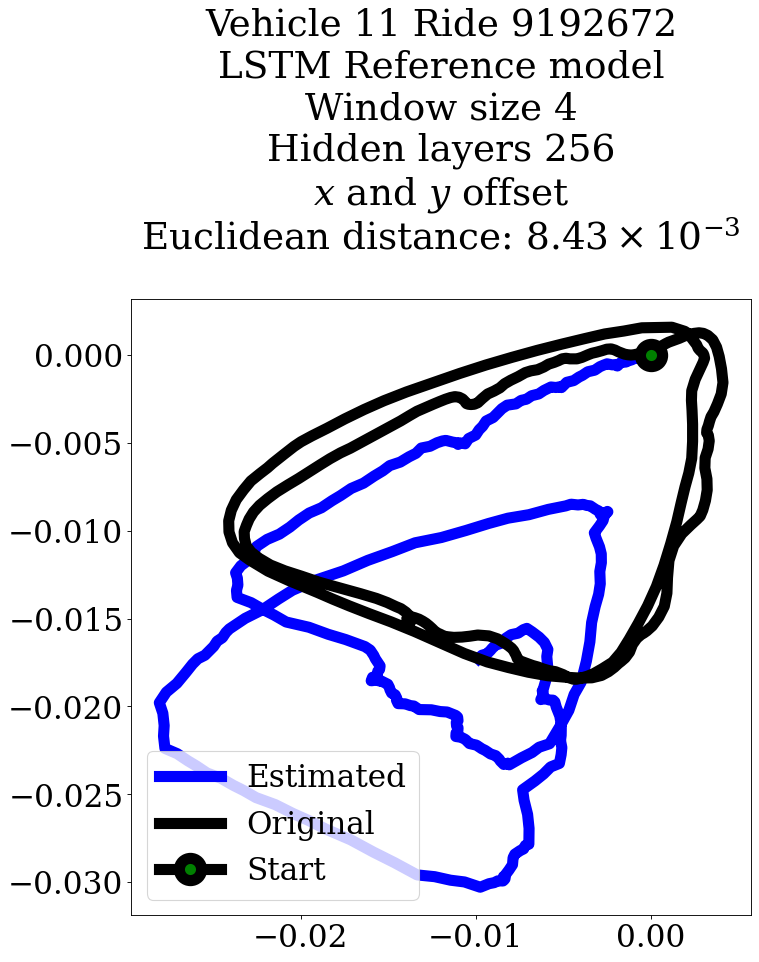 Vehicle 11 Ride 9192672
LSTM Reference model
Window size 4
Hidden layers 256
x and y offset
Euclidean distance: 8.43 × 10⁻³
0.000
−0.005
−0.010
−0.015
−0.020
−0.025
−0.030
Estimated
Original
Start
−0.02
−0.01
0.00